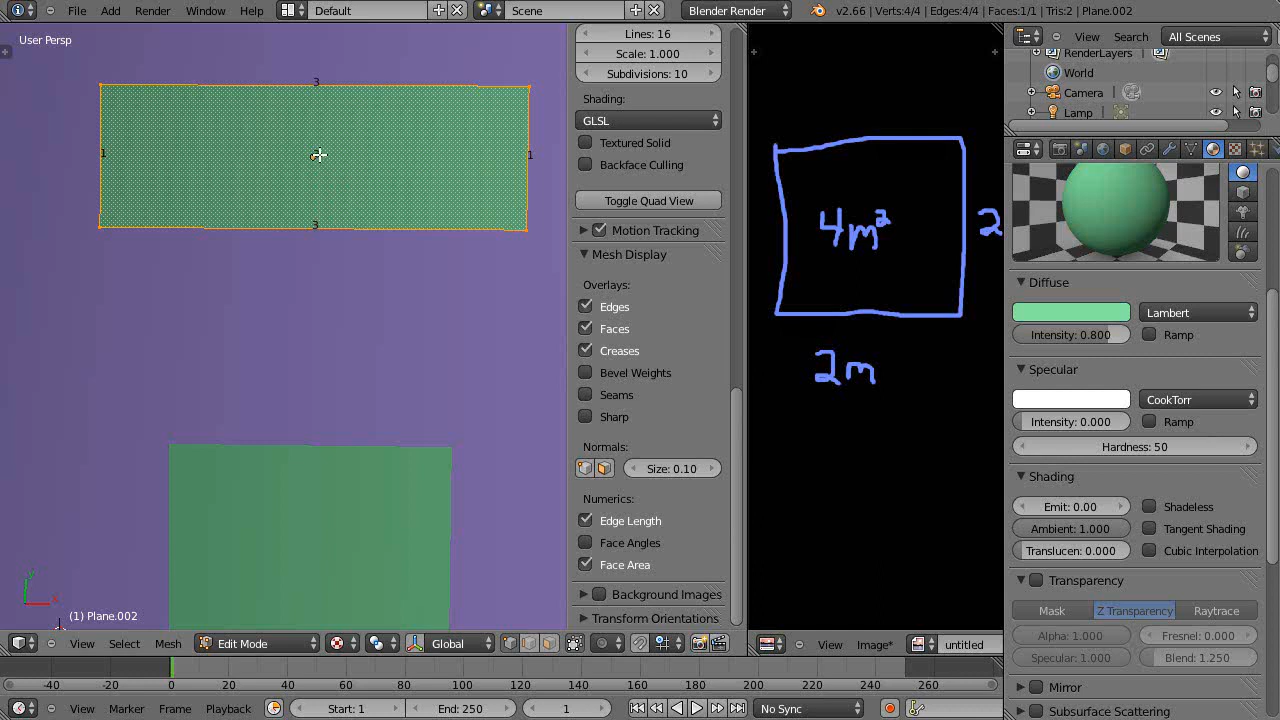 File Add Render Window Help Default Scene Blender Render v2.66 | Verts:4/4 | Edges:4/4 | Faces:1/1 | Tris:2 | Plane.002
User Persp
3
1
1
3
(1) Plane.002
View Select Mesh Edit Mode Global
Lines: 16
Scale: 1.000
Subdivisions: 10
Shading:
GLSL
Textured Solid
Backface Culling
Toggle Quad View
Motion Tracking
Mesh Display
Overlays:
Edges
Faces
Creases
Bevel Weights
Seams
Sharp
Normals:
Size: 0.10
Numerics:
Edge Length
Face Angles
Face Area
Background Images
Transform Orientations
4m²
2
2m
View Image* untitled
View Search All Scenes
RenderLayers
World
Camera
Lamp
Diffuse
Lambert
Intensity: 0.800 Ramp
Specular
CookTorr
Intensity: 0.000 Ramp
Hardness: 50
Shading
Emit: 0.00 Shadeless
Ambient: 1.000 Tangent Shading
Translucen: 0.000 Cubic Interpolation
Transparency
Mask Z Transparency Raytrace
Alpha: 1.000 Fresnel: 0.000
Specular: 1.000 Blend: 1.250
Mirror
Subsurface Scattering
-40 -20 0 20 40 60 80 100 120 140 160 180 200 220 240 260
View Marker Frame Playback Start: 1 End: 250 1 No Sync